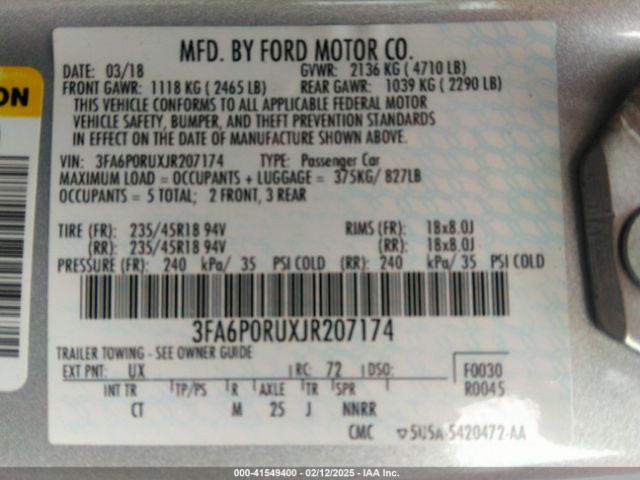 MFD. BY FORD MOTOR CO.
DATE: 03/18 GVWR: 2136 KG ( 4710 LB)
FRONT GAWR: 1118 KG ( 2465 LB) REAR GAWR: 1039 KG ( 2290 LB)
THIS VEHICLE CONFORMS TO ALL APPLICABLE FEDERAL MOTOR
VEHICLE SAFETY, BUMPER, AND THEFT PREVENTION STANDARDS
IN EFFECT ON THE DATE OF MANUFACTURE SHOWN ABOVE.
VIN: 3FA6P0RUXJR207174 TYPE: Passenger Car
MAXIMUM LOAD = OCCUPANTS + LUGGAGE = 375KG/ 827LB
OCCUPANTS = 5 TOTAL; 2 FRONT, 3 REAR
TIRE (FR): 235/45R18 94V RIMS (FR): 18x8.0J
(RR): 235/45R18 94V (RR): 18x8.0J
PRESSURE (FR): 240 kPa/ 35 PSI COLD (RR): 240 kPa/ 35 PSI COLD
3FA6P0RUXJR207174
TRAILER TOWING - SEE OWNER GUIDE
EXT PNT: UX RC: 72 DSO: F0030
INT TR TP/PS R AXLE TR SPR R0045
CT M 25 J NNRR
CMC ▽5U5A-5420472-AA
ON
000-41549400 - 02/12/2025 - IAA Inc.